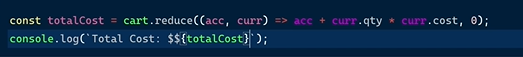 const totalCost = cart.reduce((acc, curr) => acc + curr.qty * curr.cost, 0);
console.log(`Total Cost: $${totalCost}`);